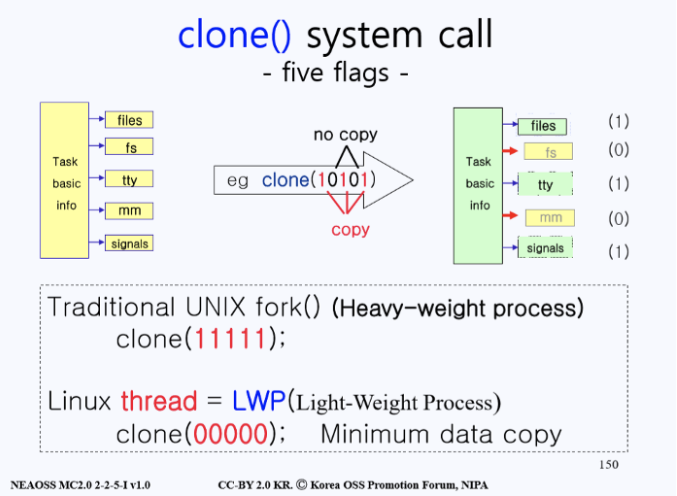 clone() system call
- five flags -
Task
basic
info
files
fs
tty
mm
signals
no copy
eg clone(10101)
copy
Task
basic
info
files
(1)
fs
(0)
tty
(1)
mm
(0)
signals
(1)
Traditional UNIX fork() (Heavy-weight process)
clone(11111);
Linux thread = LWP(Light-Weight Process)
clone(00000); Minimum data copy
150
NEAOSS MC2.0 2-2-5-I v1.0
CC-BY 2.0 KR. Ⓒ Korea OSS Promotion Forum, NIPA